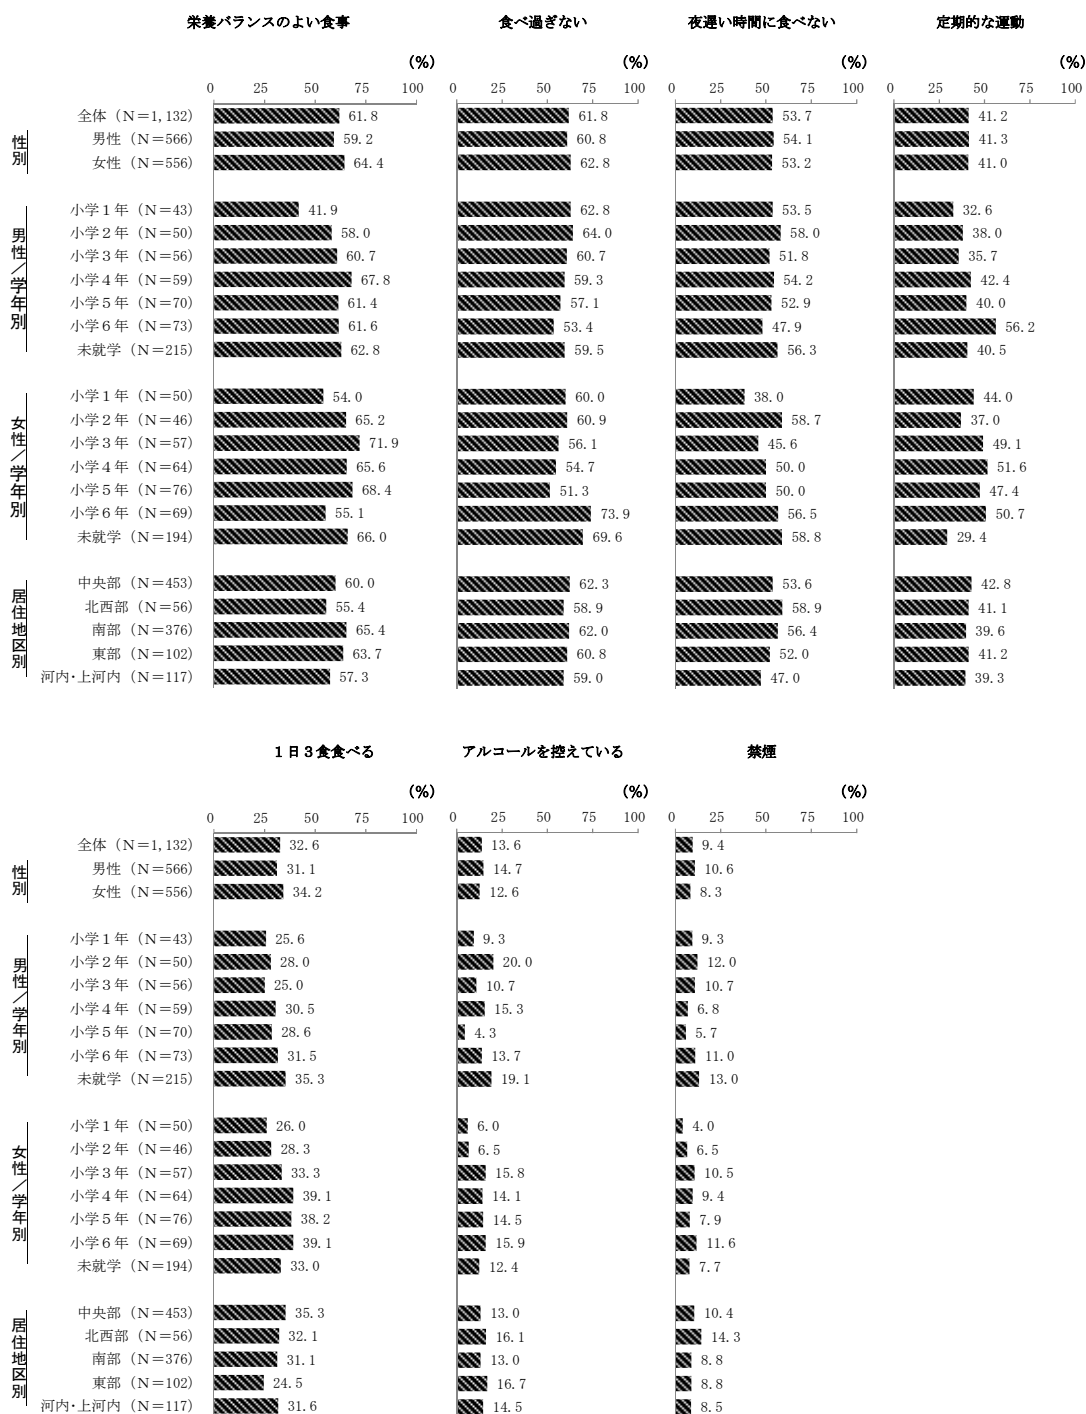 栄養バランスのよい食事 食べ過ぎない 夜遅い時間に食べない 定期的な運動
(%) (%) (%) (%)
0 25 50 75 100 0 25 50 75 100 0 25 50 75 100 0 25 50 75 100
全体（N＝1,132） 61.8 61.8 53.7 41.2
性別
男性（N＝566） 59.2 60.8 54.1 41.3
女性（N＝556） 64.4 62.8 53.2 41.0
男性／学年別
小学１年（N＝43） 41.9 62.8 53.5 32.6
小学２年（N＝50） 58.0 64.0 58.0 38.0
小学３年（N＝56） 60.7 60.7 51.8 35.7
小学４年（N＝59） 67.8 59.3 54.2 42.4
小学５年（N＝70） 61.4 57.1 52.9 40.0
小学６年（N＝73） 61.6 53.4 47.9 56.2
未就学（N＝215） 62.8 59.5 56.3 40.5
女性／学年別
小学１年（N＝50） 54.0 60.0 38.0 44.0
小学２年（N＝46） 65.2 60.9 58.7 37.0
小学３年（N＝57） 71.9 56.1 45.6 49.1
小学４年（N＝64） 65.6 54.7 50.0 51.6
小学５年（N＝76） 68.4 51.3 50.0 47.4
小学６年（N＝69） 55.1 73.9 56.5 50.7
未就学（N＝194） 66.0 69.6 58.8 29.4
居住地区別
中央部（N＝453） 60.0 62.3 53.6 42.8
北西部（N＝56） 55.4 58.9 58.9 41.1
南部（N＝376） 65.4 62.0 56.4 39.6
東部（N＝102） 63.7 60.8 52.0 41.2
河内･上河内（N＝117） 57.3 59.0 47.0 39.3
１日３食食べる アルコールを控えている 禁煙
(%) (%) (%)
0 25 50 75 100 0 25 50 75 100 0 25 50 75 100
全体（N＝1,132） 32.6 13.6 9.4
性別
男性（N＝566） 31.1 14.7 10.6
女性（N＝556） 34.2 12.6 8.3
男性／学年別
小学１年（N＝43） 25.6 9.3 9.3
小学２年（N＝50） 28.0 20.0 12.0
小学３年（N＝56） 25.0 10.7 10.7
小学４年（N＝59） 30.5 15.3 6.8
小学５年（N＝70） 28.6 4.3 5.7
小学６年（N＝73） 31.5 13.7 11.0
未就学（N＝215） 35.3 19.1 13.0
女性／学年別
小学１年（N＝50） 26.0 6.0 4.0
小学２年（N＝46） 28.3 6.5 6.5
小学３年（N＝57） 33.3 15.8 10.5
小学４年（N＝64） 39.1 14.1 9.4
小学５年（N＝76） 38.2 14.5 7.9
小学６年（N＝69） 39.1 15.9 11.6
未就学（N＝194） 33.0 12.4 7.7
居住地区別
中央部（N＝453） 35.3 13.0 10.4
北西部（N＝56） 32.1 16.1 14.3
南部（N＝376） 31.1 13.0 8.8
東部（N＝102） 24.5 16.7 8.8
河内･上河内（N＝117） 31.6 14.5 8.5